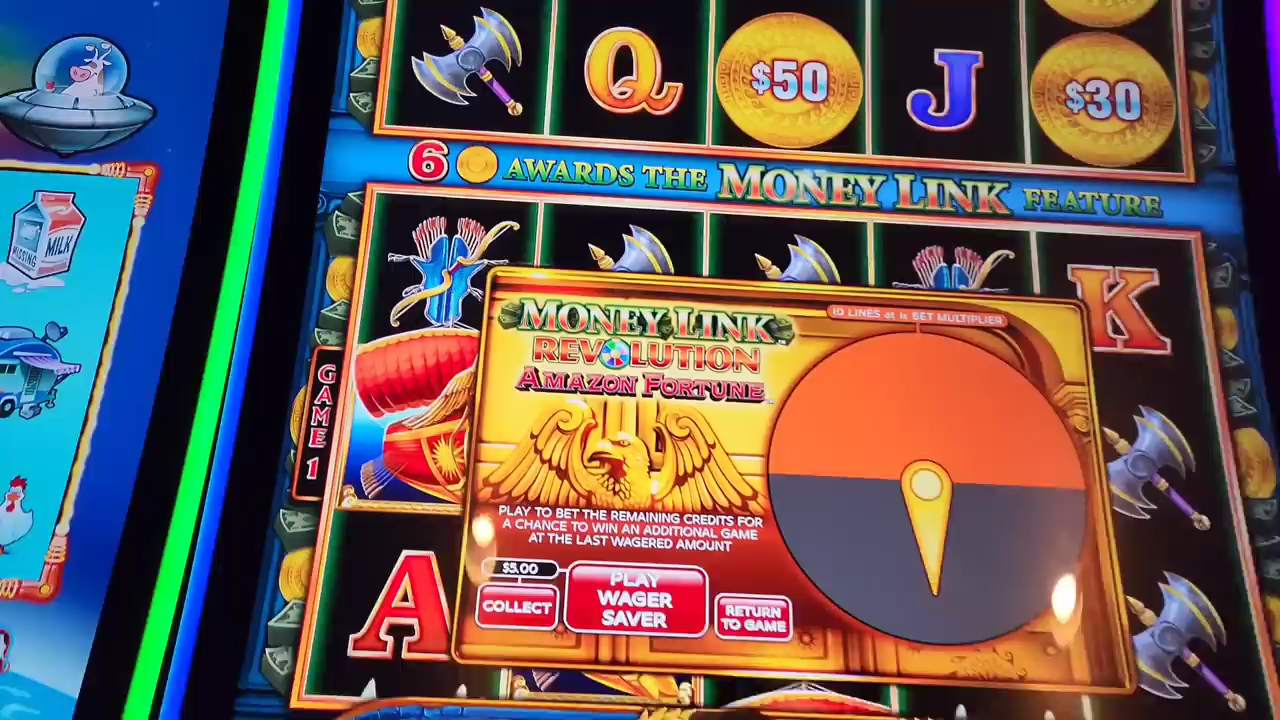 Q
$50
J
$30
6 AWARDS THE MONEY LINK FEATURE
MISSING
MILK
K
GAME 1
MONEY LINK
REVOLUTION
AMAZON FORTUNE
10 LINES at 1x BET MULTIPLIER
PLAY TO BET THE REMAINING CREDITS FOR
A CHANCE TO WIN AN ADDITIONAL GAME
AT THE LAST WAGERED AMOUNT
$5.00
COLLECT
PLAY
WAGER
SAVER
RETURN
TO GAME
A